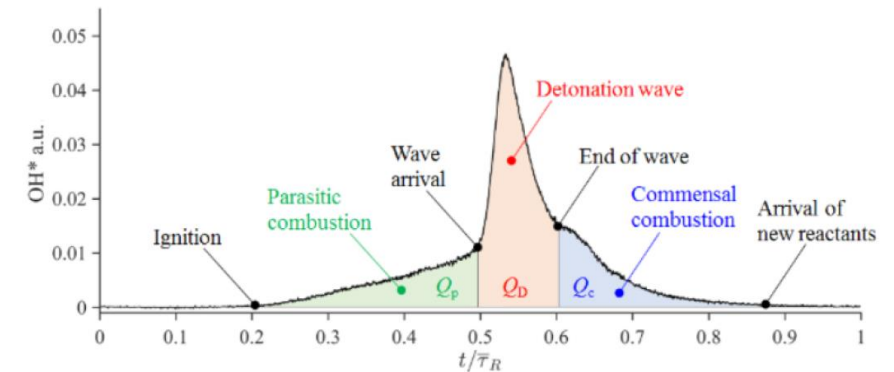 0.05
0.04
0.03
0.02
0.01
0
OH* a.u.
Ignition
Parasitic
combustion
Wave
arrival
Detonation wave
End of wave
Commensal
combustion
Arrival of
new reactants
Qp
QD
Qc
0 0.1 0.2 0.3 0.4 0.5 0.6 0.7 0.8 0.9 1
t/τ̅R